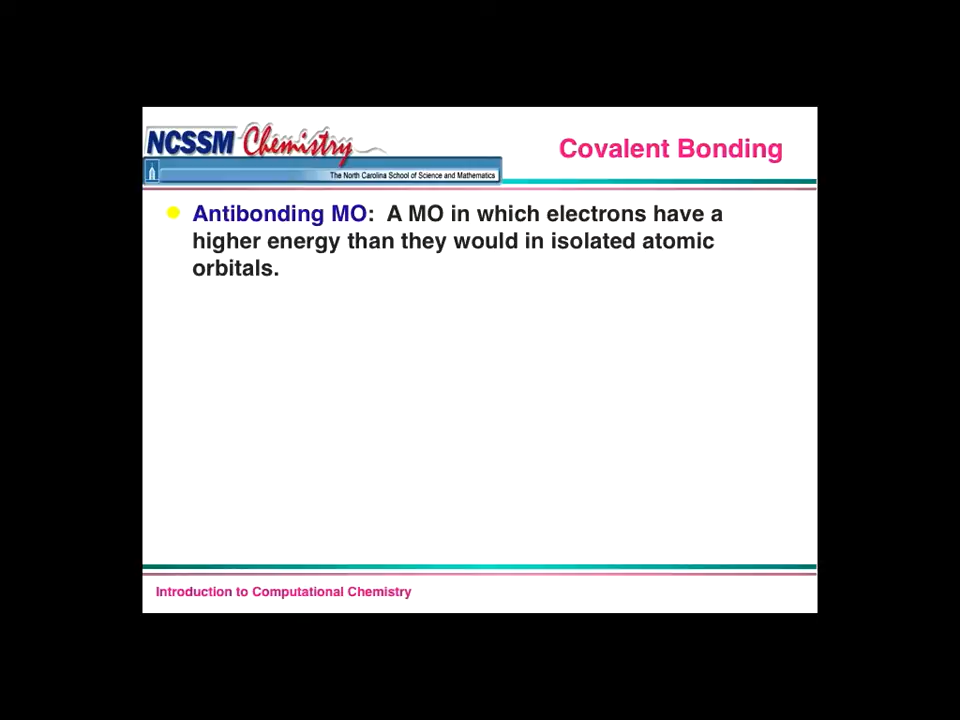 NCSSM Chemistry
The North Carolina School of Science and Mathematics
Covalent Bonding
Antibonding MO:  A MO in which electrons have a
higher energy than they would in isolated atomic
orbitals.
Introduction to Computational Chemistry